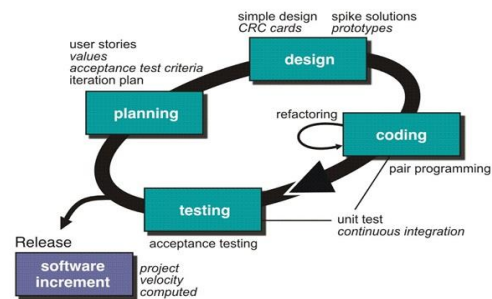 simple design
CRC cards
spike solutions
prototypes
user stories
values
acceptance test criteria
iteration plan
design
planning
refactoring
coding
pair programming
testing
unit test
continuous integration
acceptance testing
Release
software
increment
project
velocity
computed